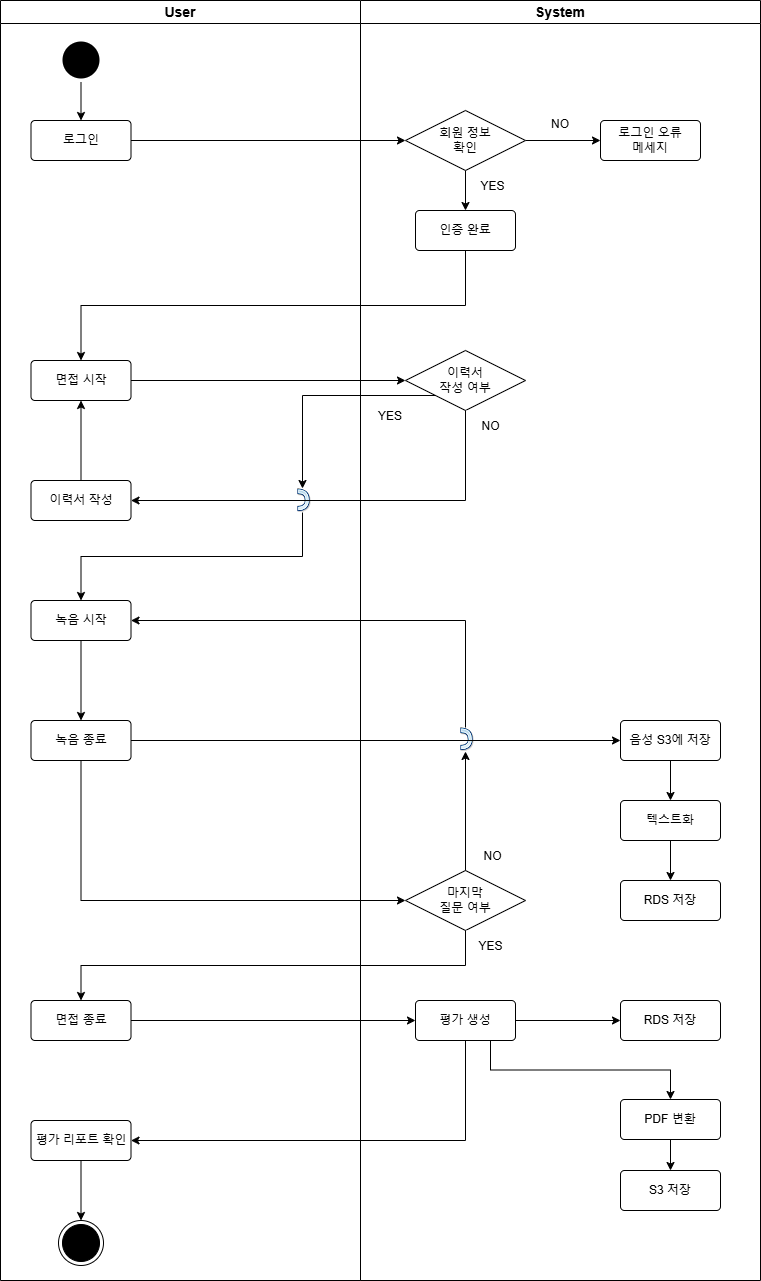 User
System
로그인
회원 정보
확인
NO
로그인 오류
메세지
YES
인증 완료
면접 시작
이력서
작성 여부
YES
NO
이력서 작성
녹음 시작
녹음 종료
음성 S3에 저장
텍스트화
NO
마지막
질문 여부
RDS 저장
YES
면접 종료
평가 생성
RDS 저장
PDF 변환
평가 리포트 확인
S3 저장